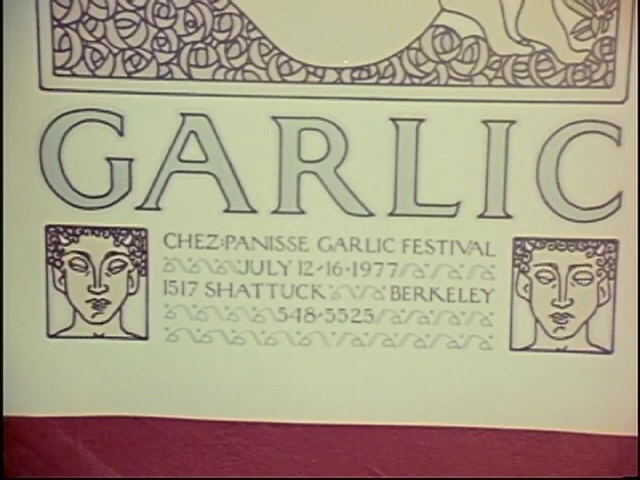 GARLIC
CHEZ·PANISSE GARLIC FESTIVAL
JULY 12-16·1977
1517 SHATTUCK BERKELEY
548-5525